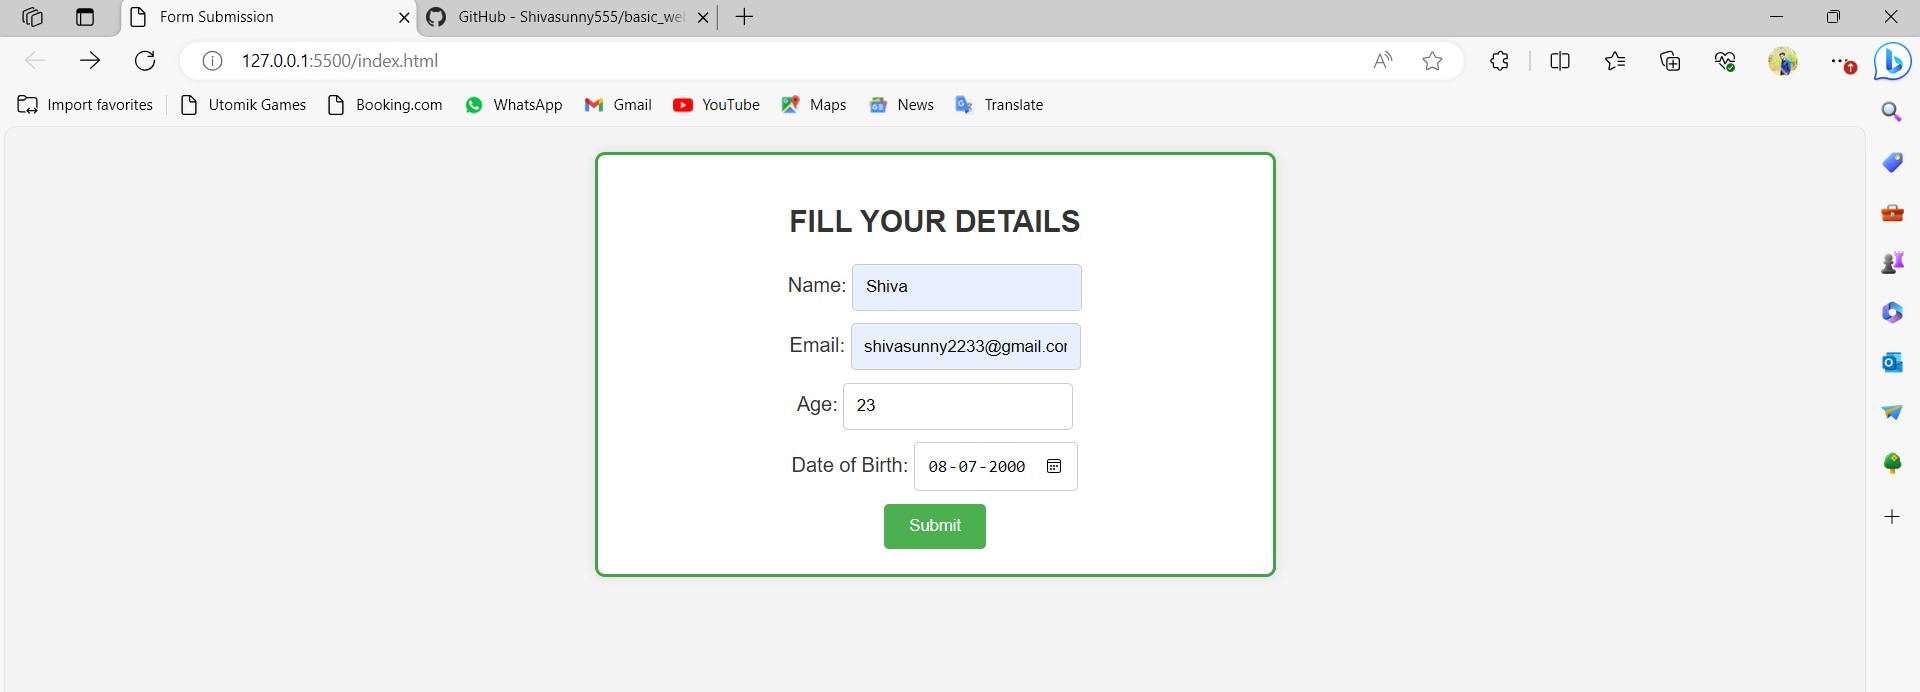 Form Submission
GitHub - Shivasunny555/basic_we
127.0.0.1:5500/index.html
Import favorites
Utomik Games
Booking.com
WhatsApp
Gmail
YouTube
Maps
News
Translate
FILL YOUR DETAILS
Name: Shiva
Email: shivasunny2233@gmail.co
Age: 23
Date of Birth: 08-07-2000
Submit